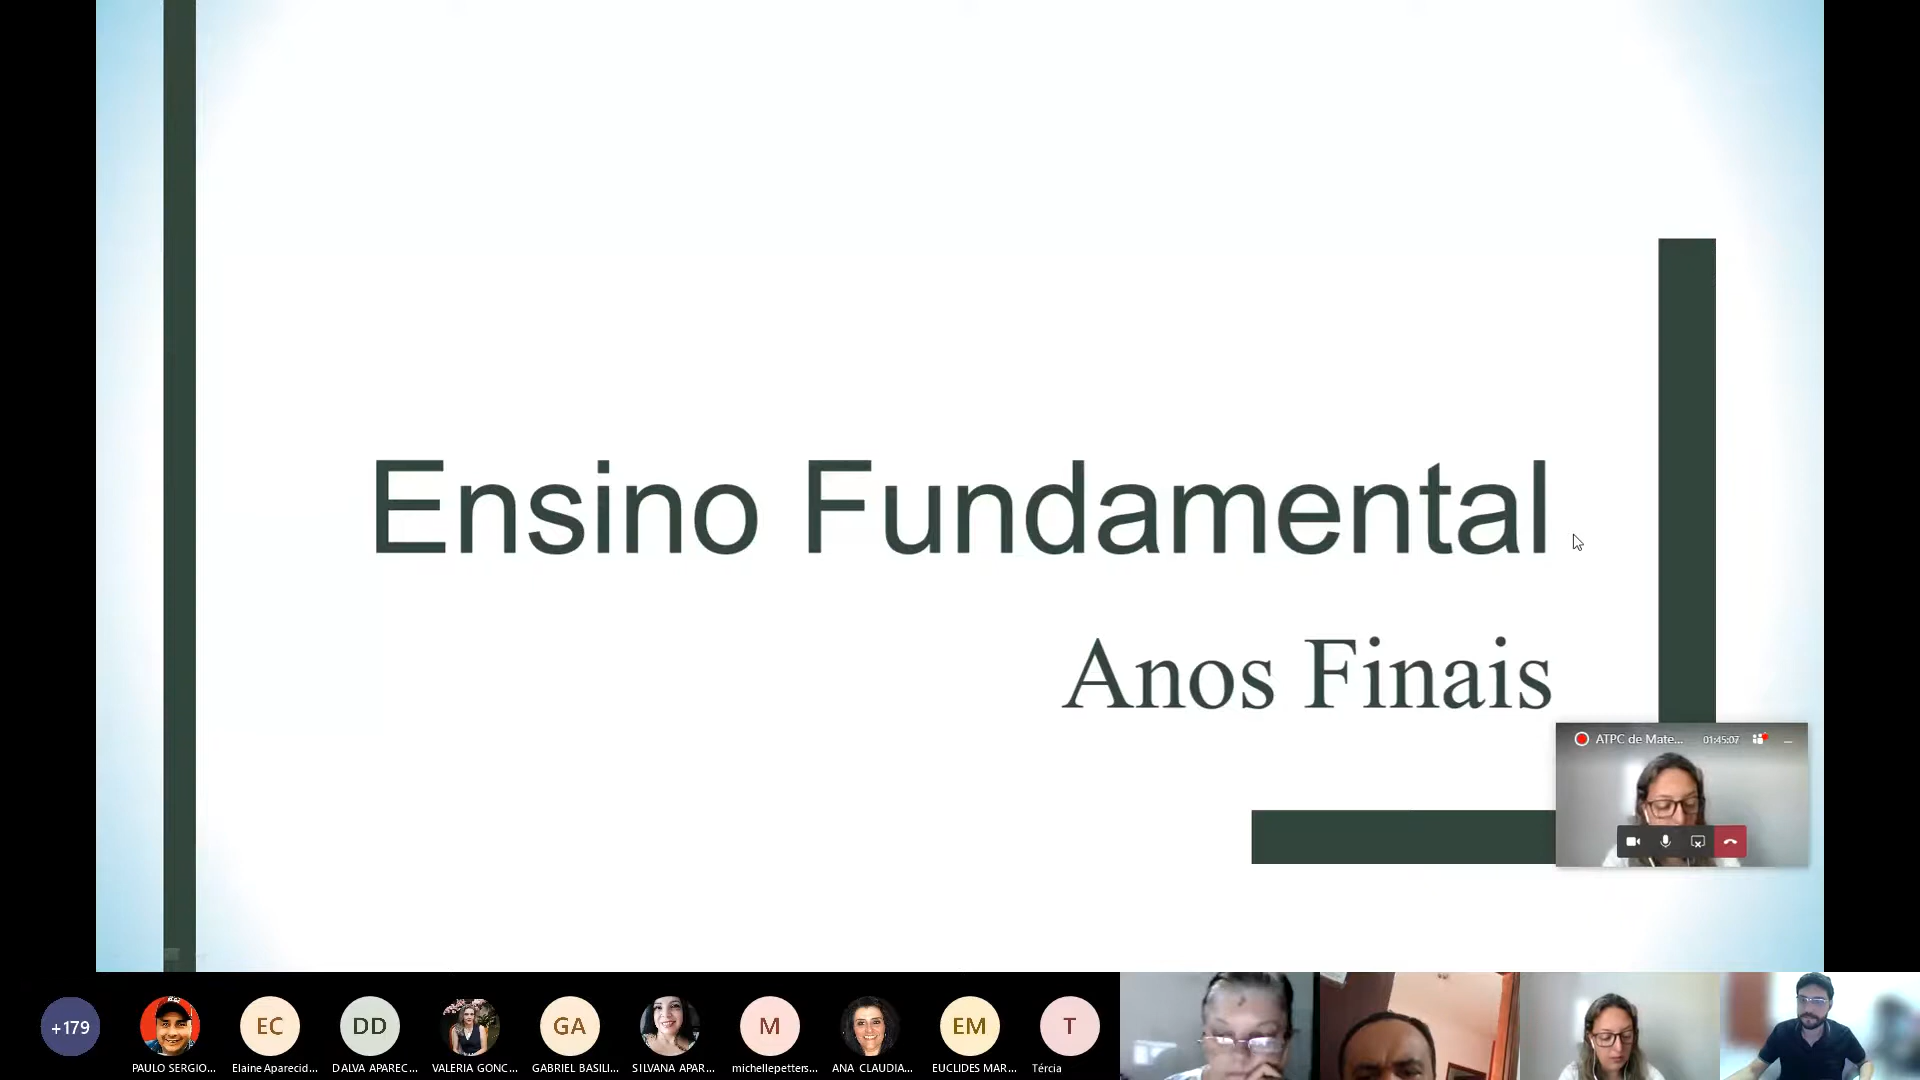 Ensino Fundamental
Anos Finais
ATPC de Mate... 01:45:07
+179
EC
DD
GA
M
EM
T
PAULO SERGIO...
Elaine Aparecid...
DALVA APAREC...
VALERIA GONC...
GABRIEL BASILI...
SILVANA APAR...
michellepetters...
ANA CLAUDIA...
EUCLIDES MAR...
Tércia